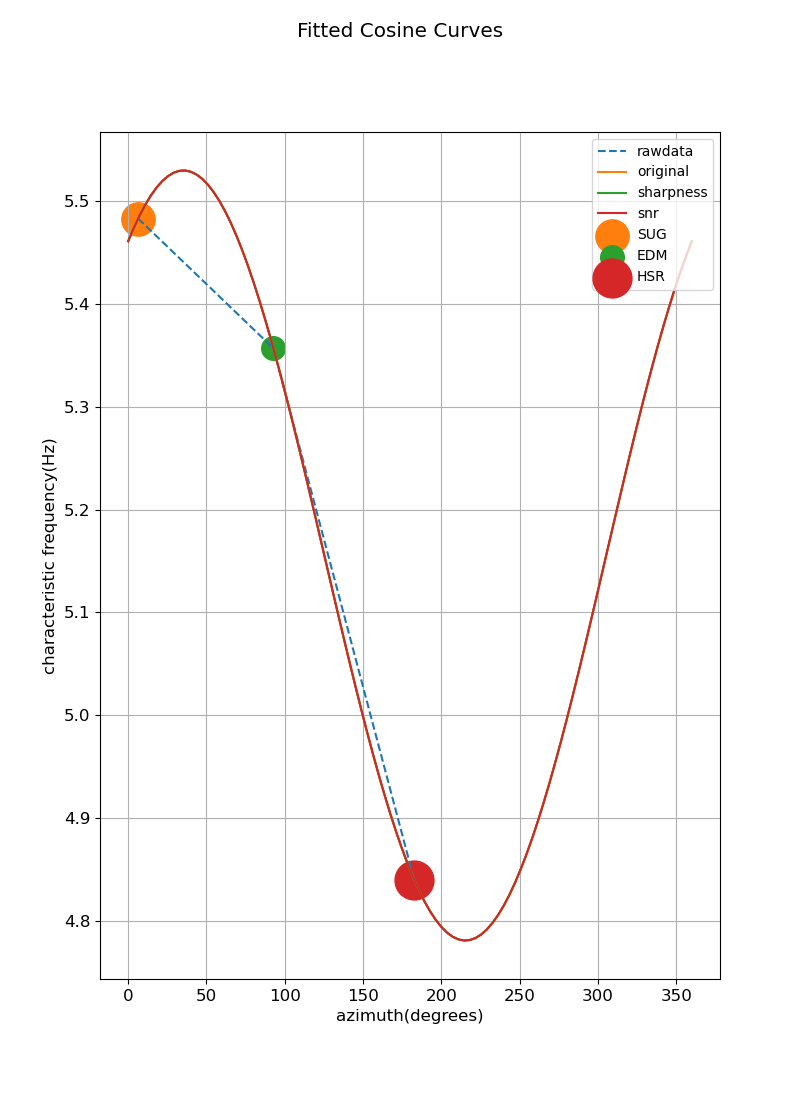 Fitted Cosine Curves
rawdata
original
sharpness
snr
SUG
EDM
HSR
characteristic frequency(Hz)
5.5
5.4
5.3
5.2
5.1
5.0
4.9
4.8
0 50 100 150 200 250 300 350
azimuth(degrees)